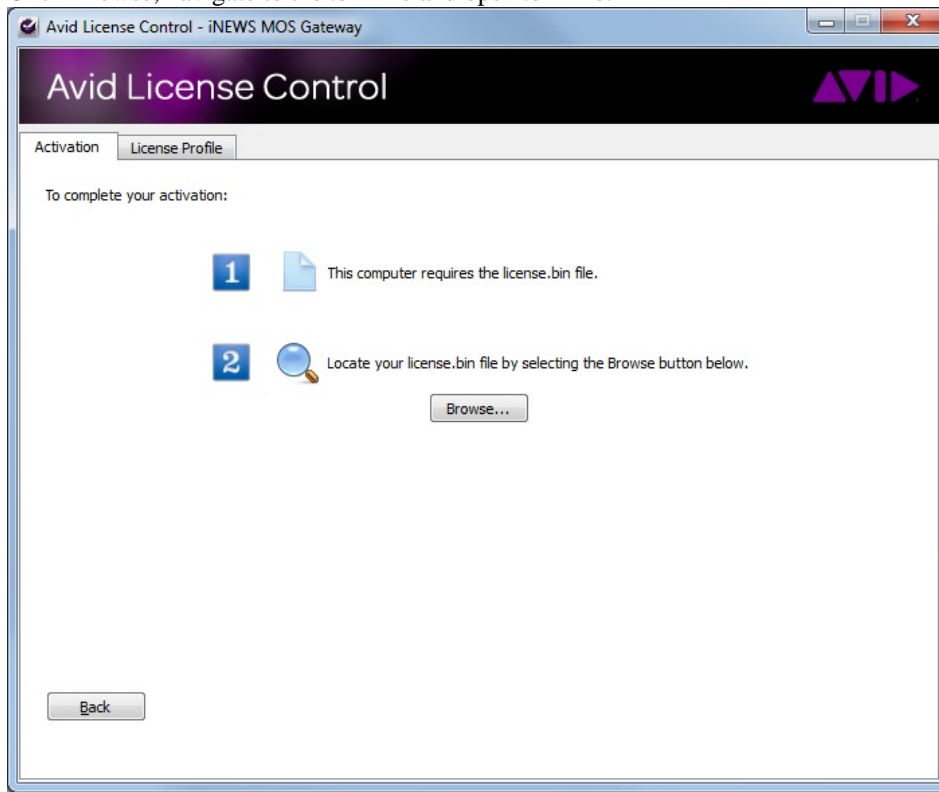 Avid License Control - iNEWS MOS Gateway
Avid License Control
AVID
Activation
License Profile
To complete your activation:
1
This computer requires the license.bin file.
2
Locate your license.bin file by selecting the Browse button below.
Browse...
Back